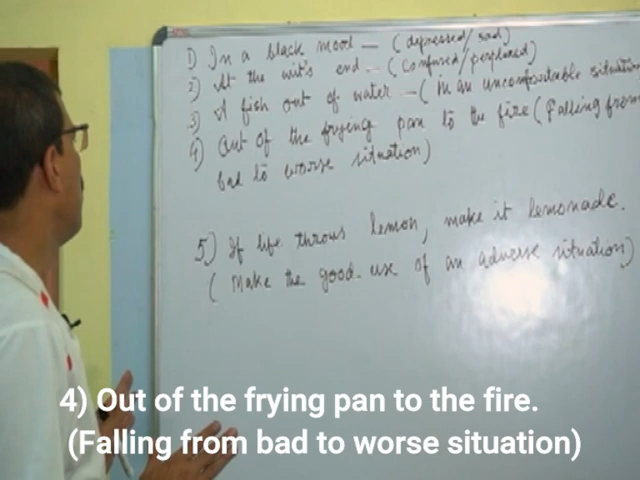 1) In a black mood — (depressed/sad)
2) At the wit's end — (confused/perplexed)
3) A fish out of water — (in an uncomfortable situation
4) Out of the frying pan to the fire (Falling from
bad to worse situation)
5) If life throws lemon, make it lemonade.
( Make the good use of an adverse situation)
4) Out of the frying pan to the fire.
(Falling from bad to worse situation)